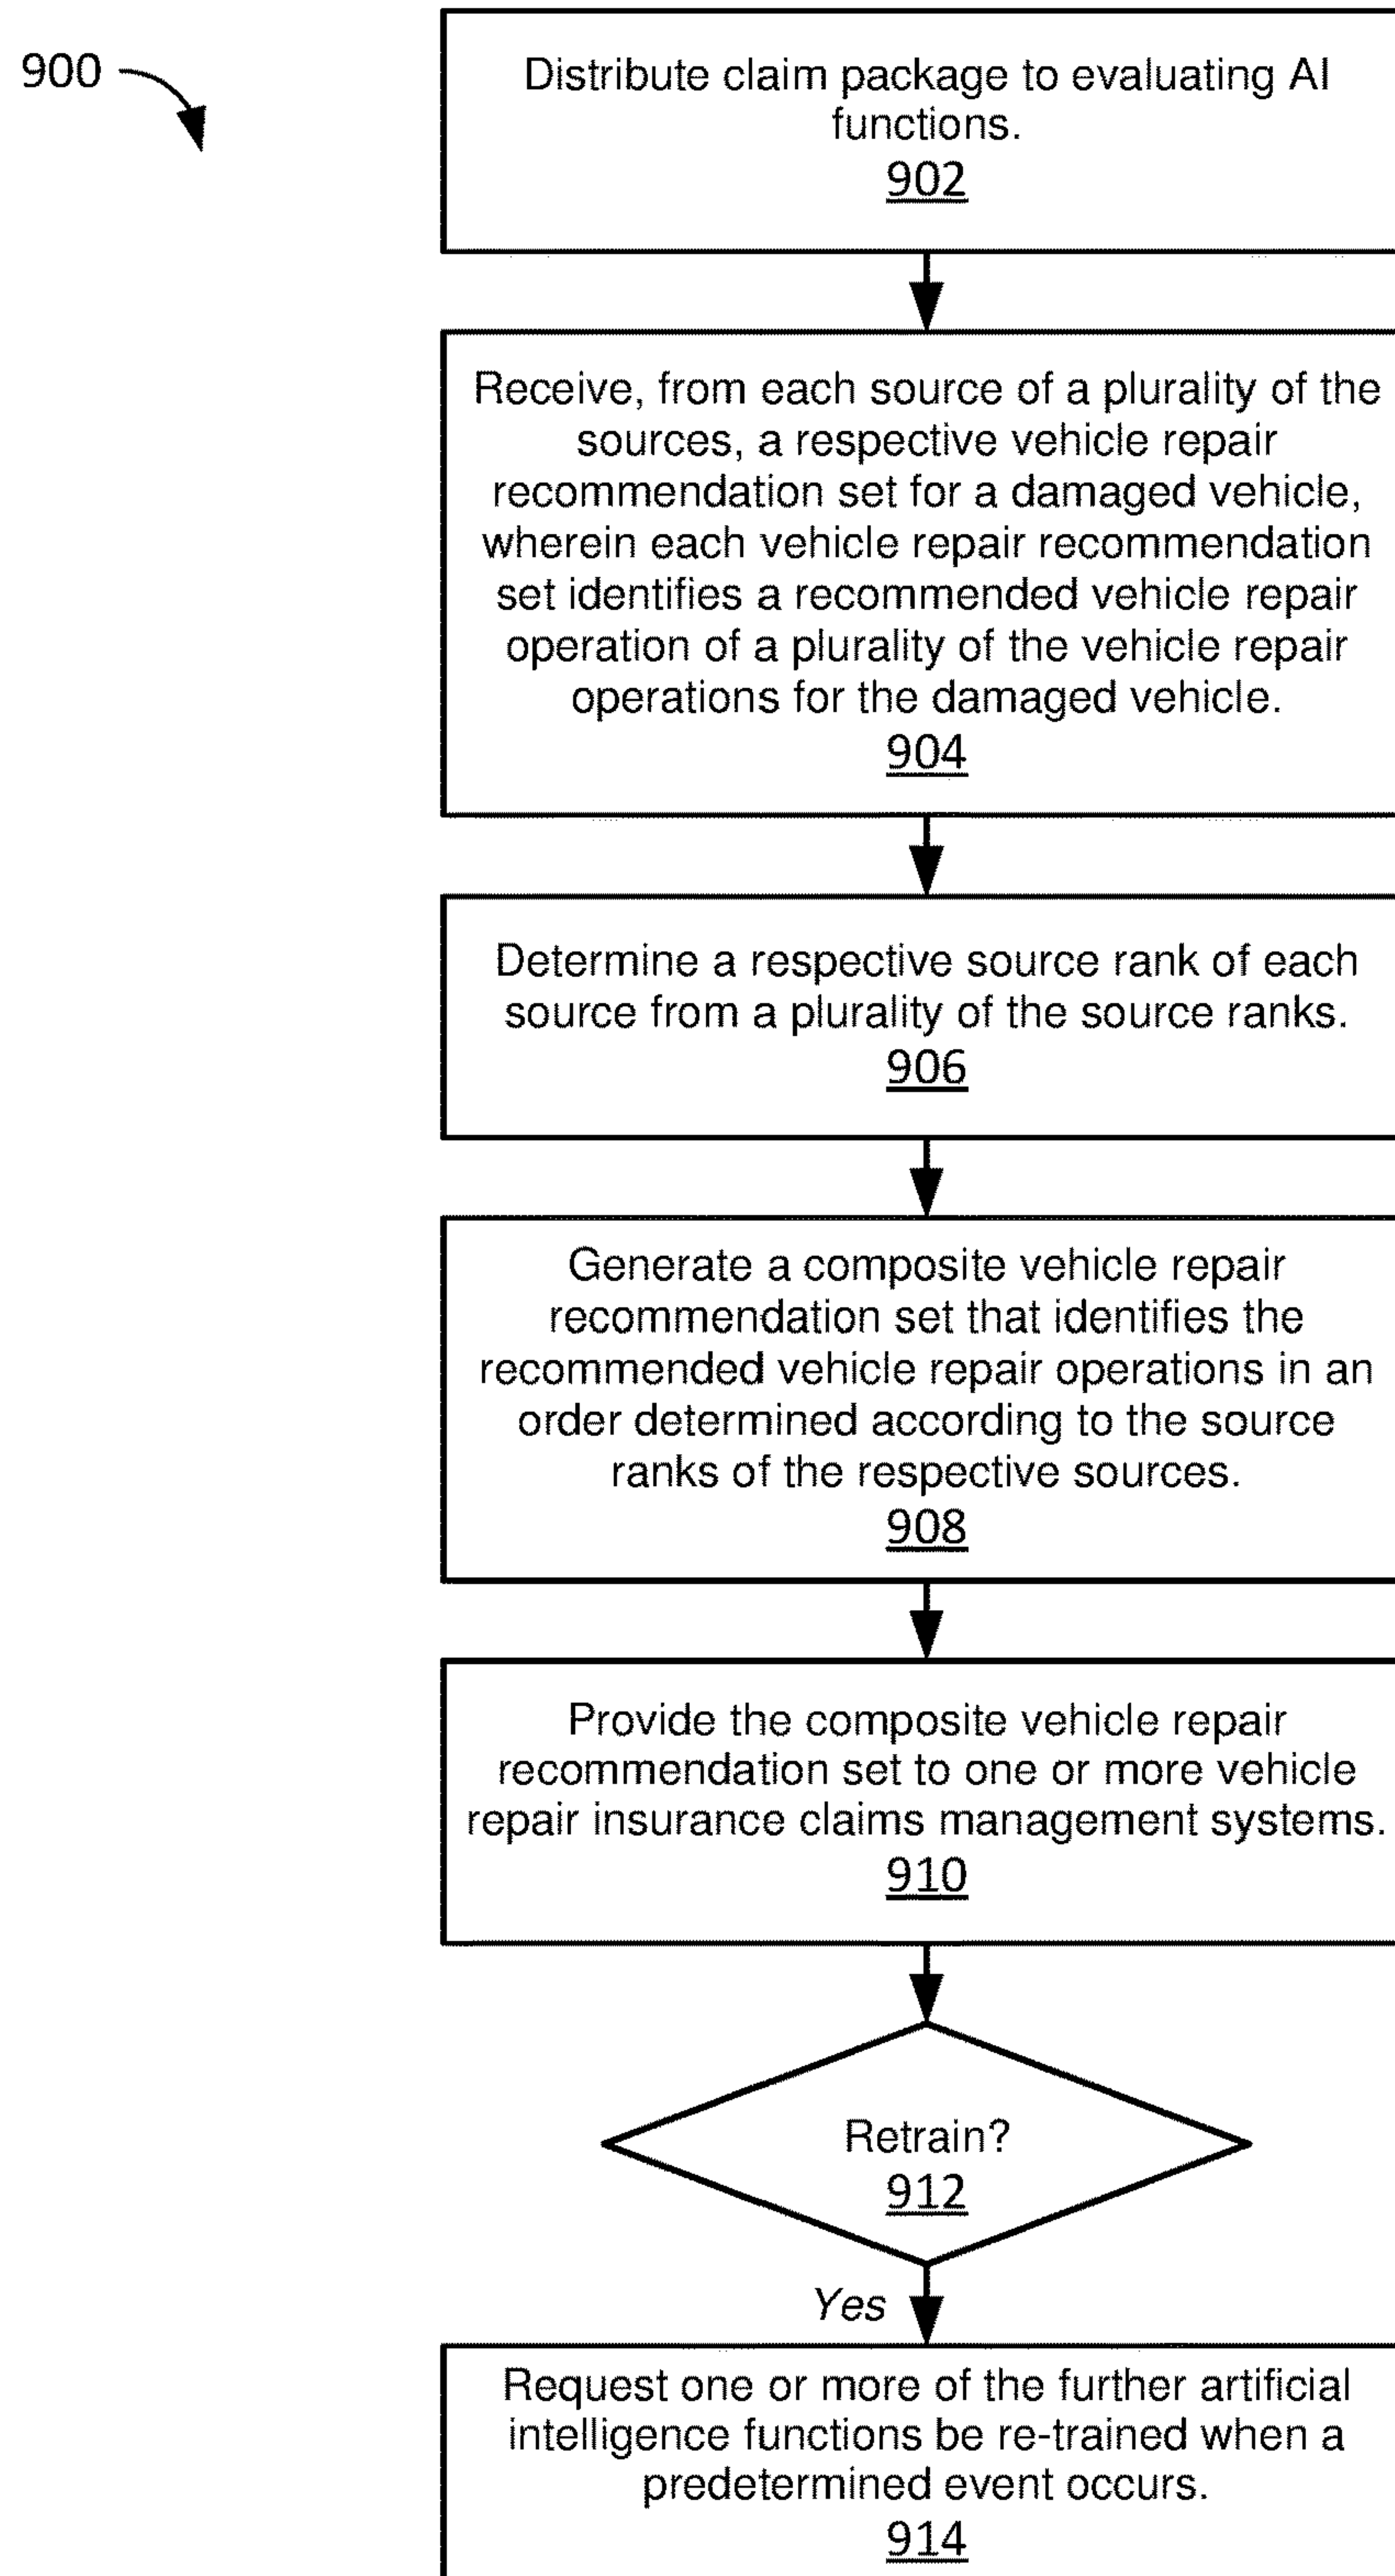 900
Distribute claim package to evaluating AI
functions.
902
Receive, from each source of a plurality of the
sources, a respective vehicle repair
recommendation set for a damaged vehicle,
wherein each vehicle repair recommendation
set identifies a recommended vehicle repair
operation of a plurality of the vehicle repair
operations for the damaged vehicle.
904
Determine a respective source rank of each
source from a plurality of the source ranks.
906
Generate a composite vehicle repair
recommendation set that identifies the
recommended vehicle repair operations in an
order determined according to the source
ranks of the respective sources.
908
Provide the composite vehicle repair
recommendation set to one or more vehicle
repair insurance claims management systems.
910
Retrain?
912
Yes
Request one or more of the further artificial
intelligence functions be re-trained when a
predetermined event occurs.
914